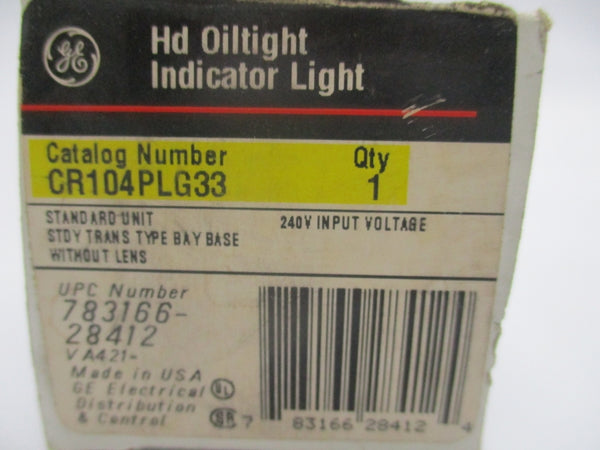 GE
Hd Oiltight
Indicator Light
Catalog Number Qty
CR104PLG33 1
STANDARD UNIT 240V INPUT VOLTAGE
STDY TRANS TYPE BAY BASE
WITHOUT LENS
UPC Number
783166-
28412
VA421-
Made in USA
GE Electrical UL
Distribution
& Control SR
7 83166 28412 4